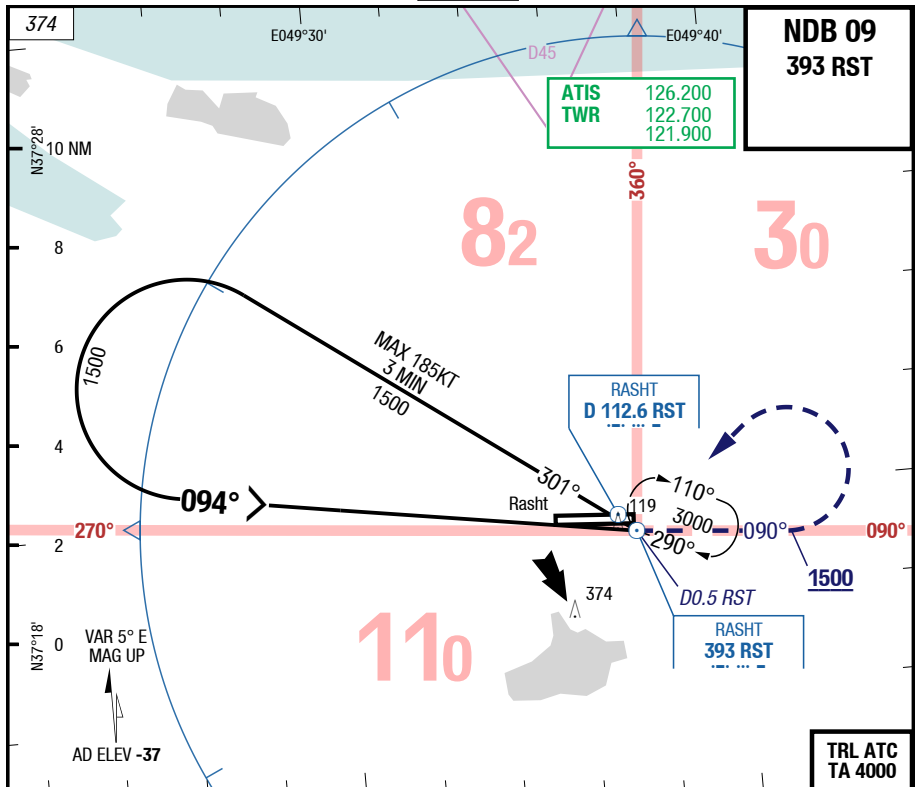 374
E049°30'
D45
E049°40'
NDB 09
393 RST
ATIS 126.200
TWR 122.700
121.900
N37°28'
10 NM
360°
82
30
8
6
1500
MAX 185KT
3 MIN
1500
RASHT
D 112.6 RST
4
094°
301°
Rasht
119
110°
3000
290°
270°
090°
090°
2
1500
D0.5 RST
374
RASHT
393 RST
N37°18'
0
110
VAR 5° E
MAG UP
AD ELEV -37
TRL ATC
TA 4000